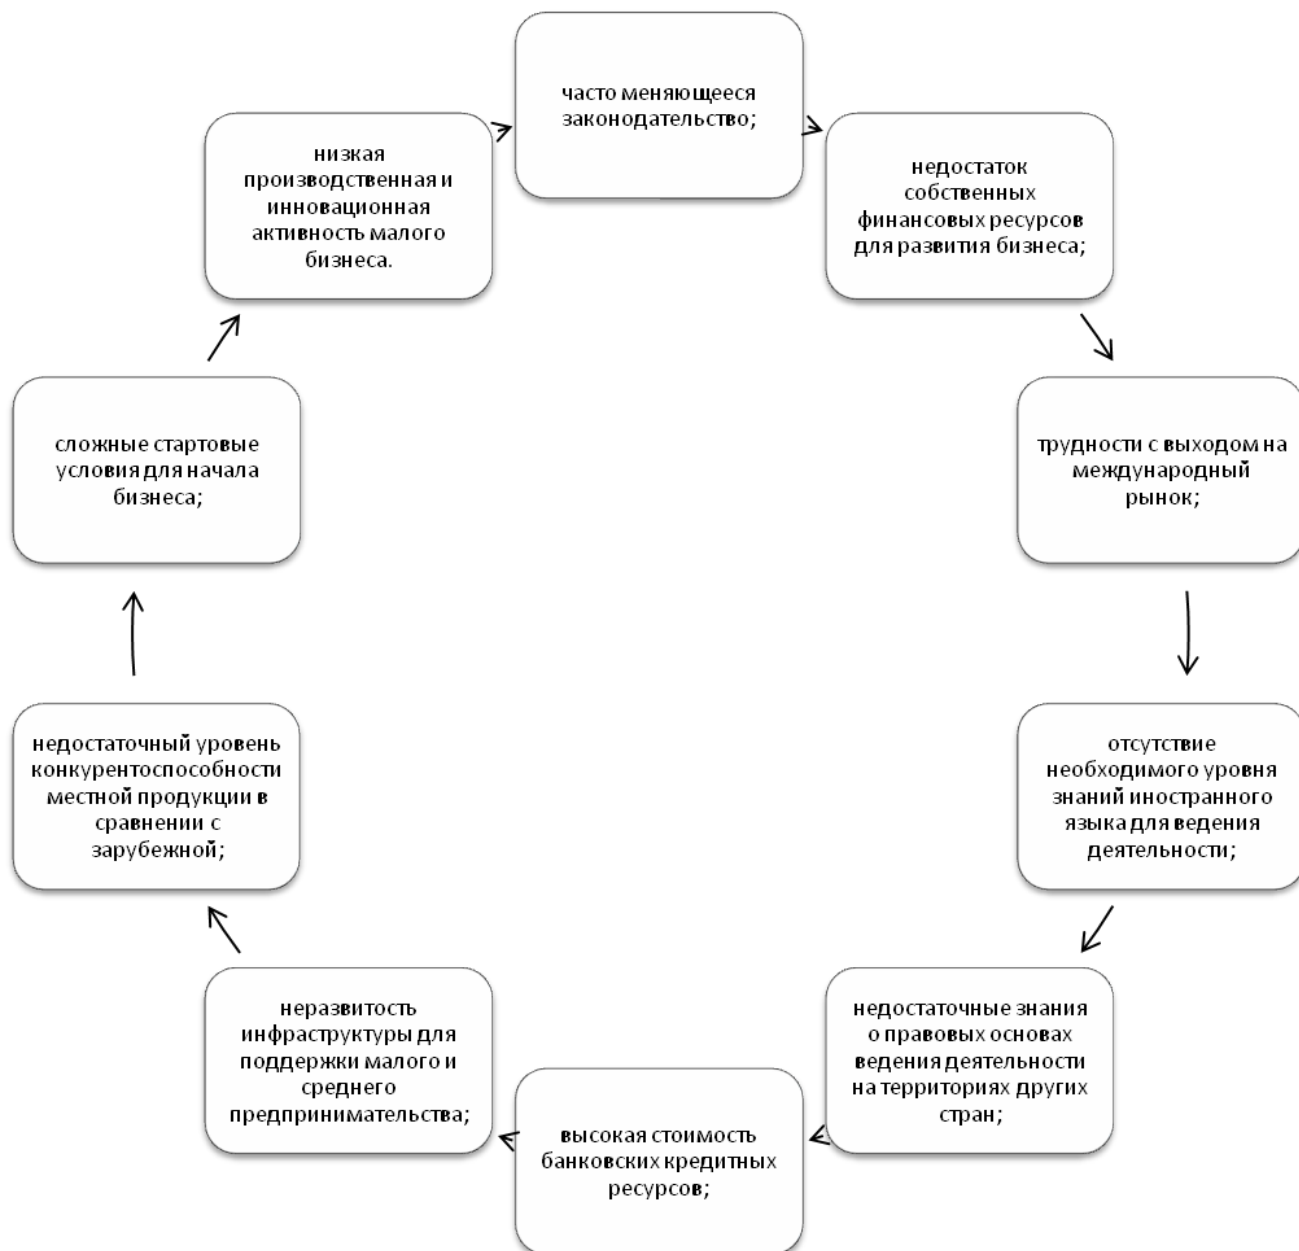 часто меняющееся
законодательство;
недостаток
собственных
финансовых ресурсов
для развития бизнеса;
трудности с выходом на
международный
рынок;
отсутствие
необходимого уровня
знаний иностранного
языка для ведения
деятельности;
недостаточные знания
о правовых основах
ведения деятельности
на территориях других
стран;
высокая стоимость
банковских кредитных
ресурсов;
неразвитость
инфраструктуры для
поддержки малого и
среднего
предпринимательства;
недостаточный уровень
конкурентоспособности
местной продукции в
сравнении с
зарубежной;
сложные стартовые
условия для начала
бизнеса;
низкая
производственная и
инновационная
активность малого
бизнеса.